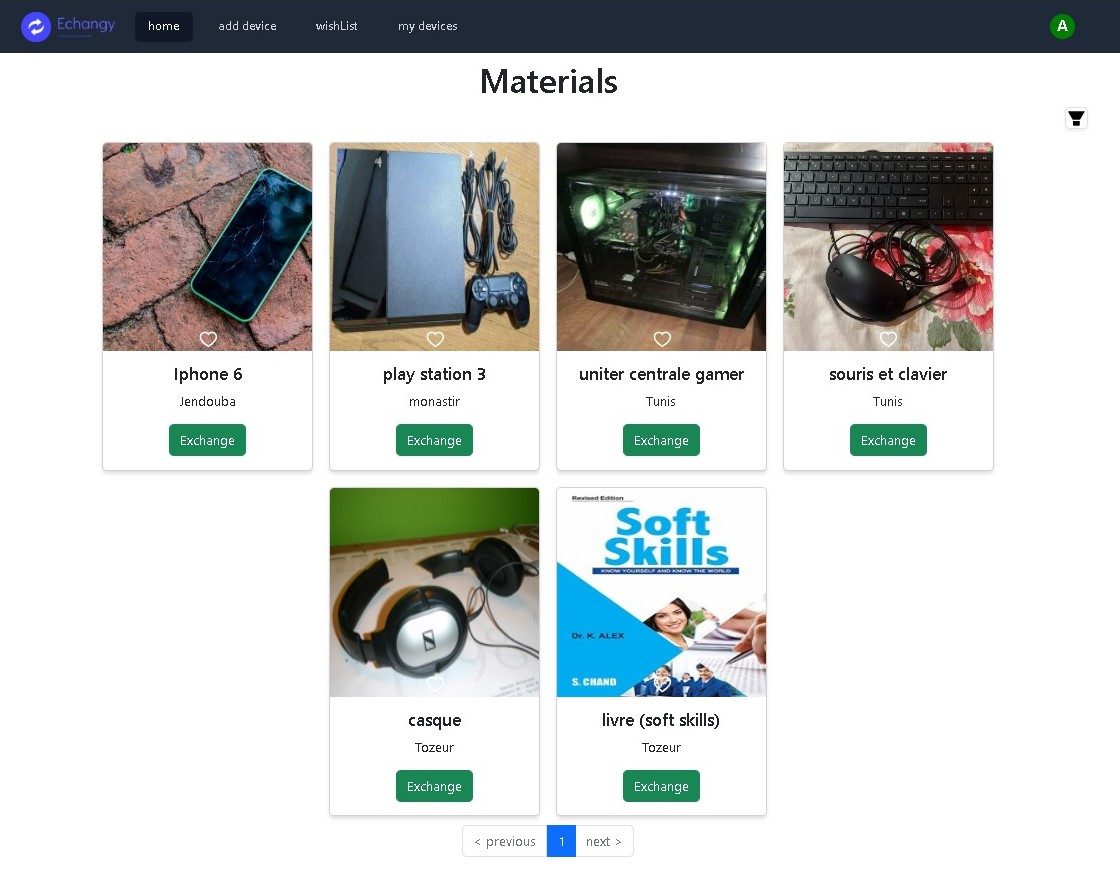 Echangy
home
add device
wishList
my devices
A
Materials
Iphone 6
Jendouba
Exchange
play station 3
monastir
Exchange
uniter centrale gamer
Tunis
Exchange
souris et clavier
Tunis
Exchange
Revised Edition
Soft
Skills
KNOW YOURSELF AND KNOW THE WORLD
Dr. K. ALEX
S. CHAND
casque
Tozeur
Exchange
livre (soft skills)
Tozeur
Exchange
< previous
1
next >